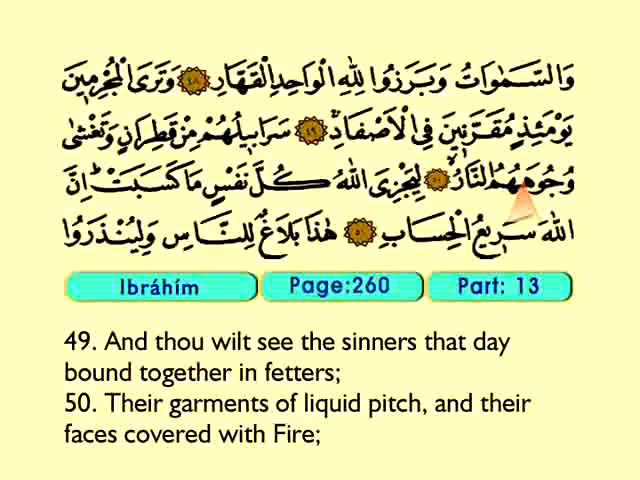 وَالسَّمٰوَاتُ وَبَرَزُوا لِلّٰهِ الْوَاحِدِ الْقَهَّارِ ٤٨ وَتَرَى الْمُجْرِمِينَ
يَوْمَئِذٍ مُقَرَّنِينَ فِي الْاَصْفَادِ ٤٩ سَرَابِيلُهُمْ مِنْ قَطِرَانٍ وَتَغْشٰى
وُجُوهَهُمُ النَّارُ ٥٠ لِيَجْزِيَ اللّٰهُ كُلَّ نَفْسٍ مَا كَسَبَتْ اِنَّ
اللّٰهَ سَرِيعُ الْحِسَابِ ٥١ هٰذَا بَلَاغٌ لِلنَّاسِ وَلِيُنْذَرُوا
Ibráhím Page:260 Part: 13
49. And thou wilt see the sinners that day
bound together in fetters;
50. Their garments of liquid pitch, and their
faces covered with Fire;